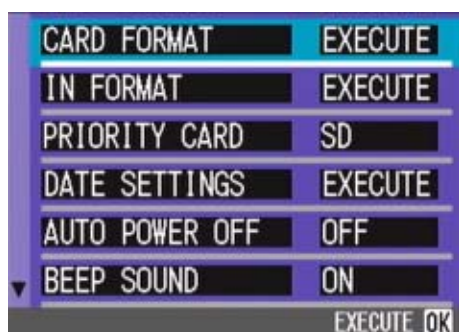 CARD FORMAT EXECUTE
IN FORMAT EXECUTE
PRIORITY CARD SD
DATE SETTINGS EXECUTE
AUTO POWER OFF OFF
BEEP SOUND ON
EXECUTE OK